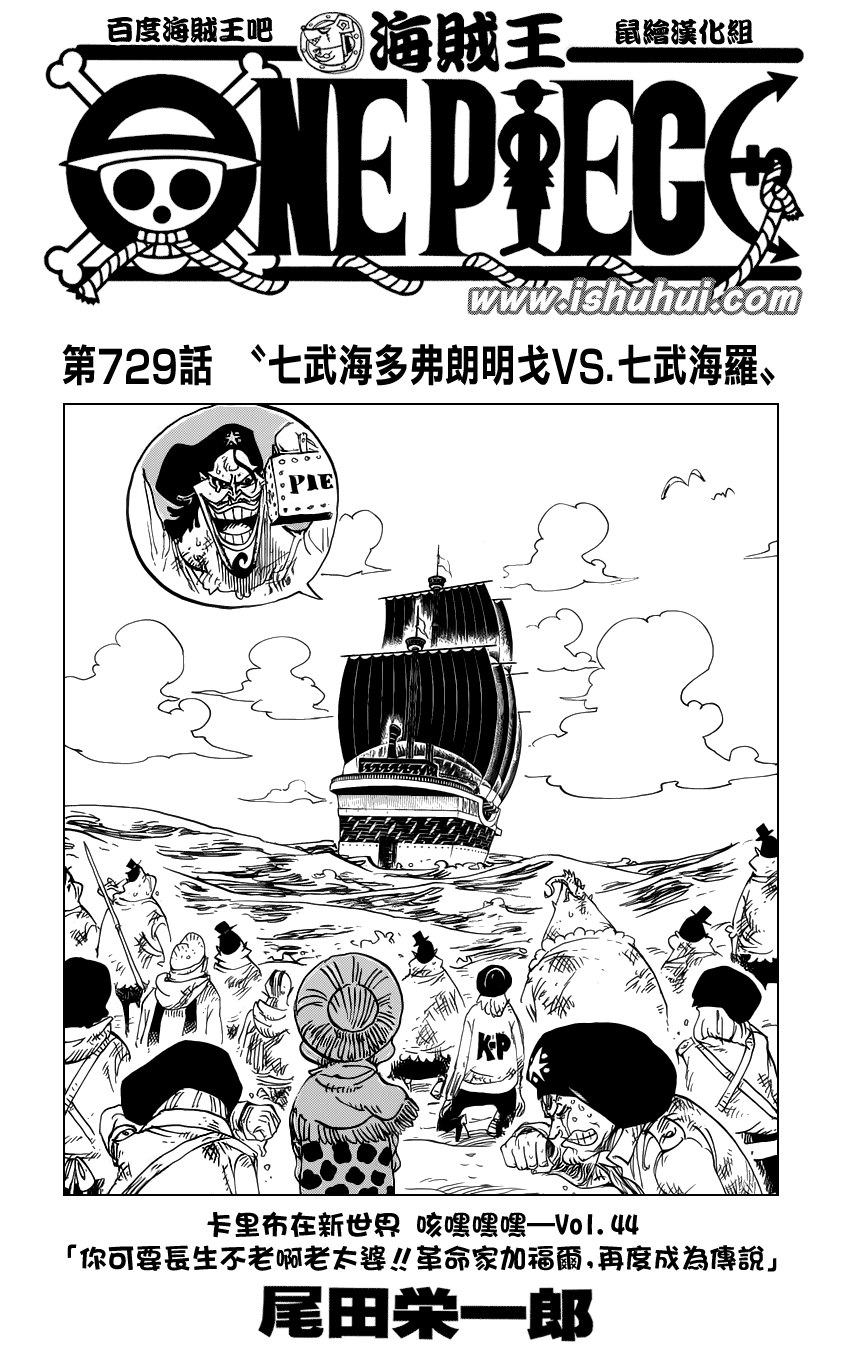 百度海賊王吧
海賊王
鼠繪漢化組
ONE PIECE
www.ishuhui.com
第729話 〝七武海多弗朗明戈VS.七武海羅〟
PIE
K-P
卡里布在新世界 咳嘿嘿嘿—Vol.44
「你可要長生不老啊老太婆!!革命家加福爾,再度成為傳說」
尾田栄一郎